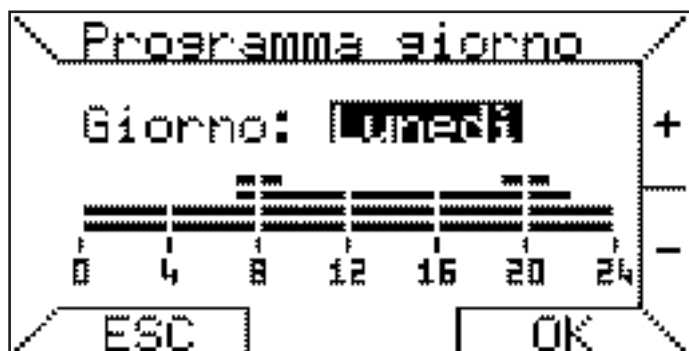 Programma giorno
Giorno: Lunedì
+
-
0 4 8 12 16 20 24
ESC OK